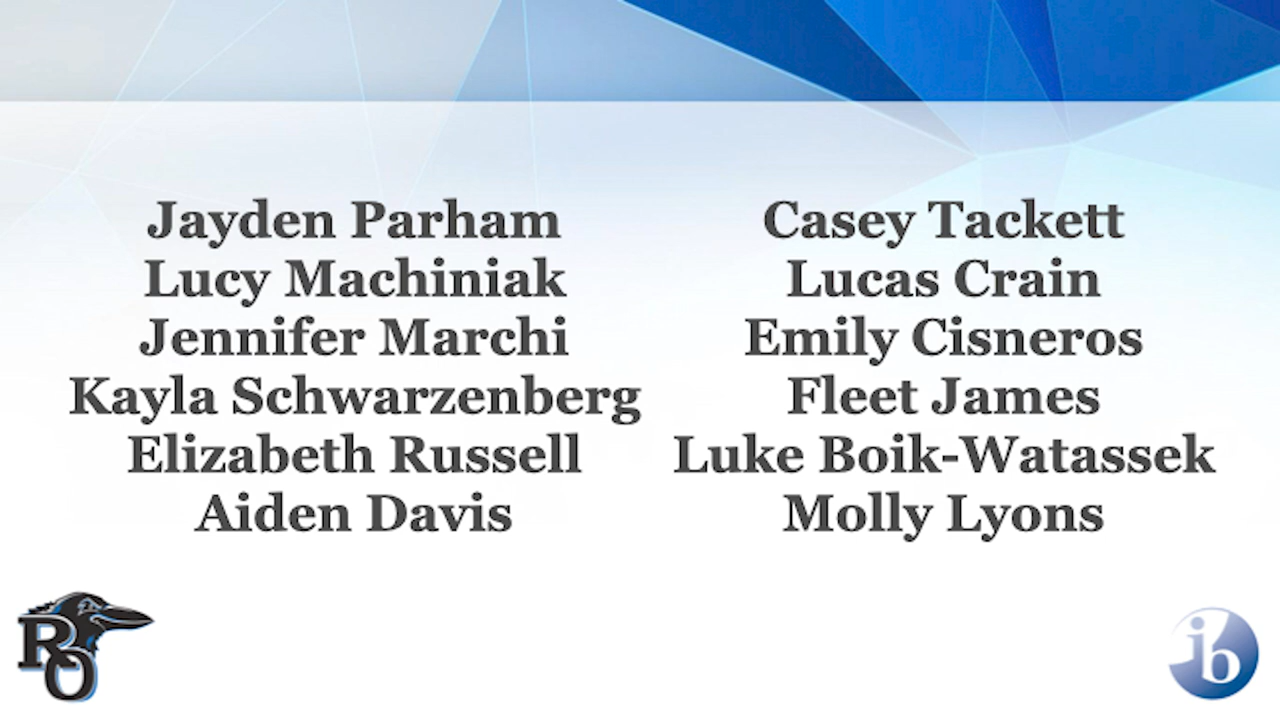 Jayden Parham
Lucy Machiniak
Jennifer Marchi
Kayla Schwarzenberg
Elizabeth Russell
Aiden Davis
Casey Tackett
Lucas Crain
Emily Cisneros
Fleet James
Luke Boik-Watassek
Molly Lyons
RO
ib